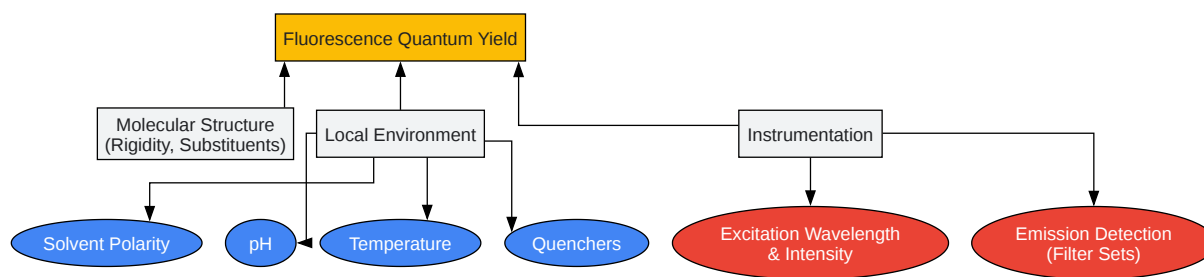 Fluorescence Quantum Yield
Molecular Structure
(Rigidity, Substituents)
Local Environment
Instrumentation
Solvent Polarity
pH
Temperature
Quenchers
Excitation Wavelength
& Intensity
Emission Detection
(Filter Sets)